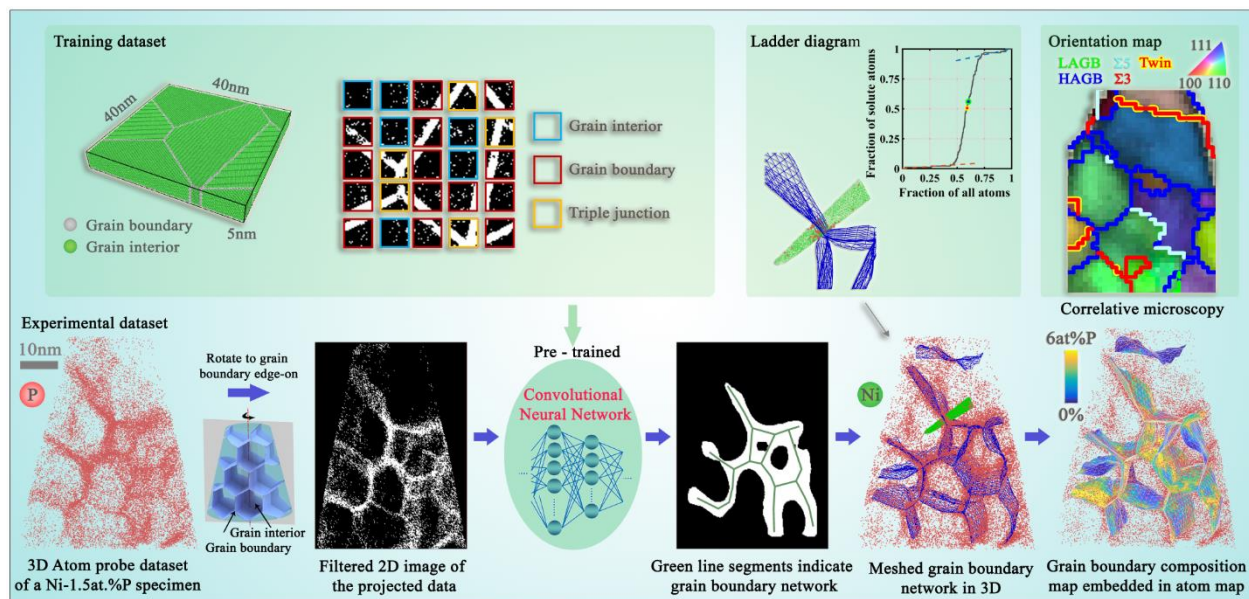 Training dataset
40nm
40nm
5nm
Grain boundary
Grain interior
Grain interior
Grain boundary
Triple junction
Ladder diagram
Fraction of solute atoms
1
0.75
0.5
0.25
0
0
0.25
0.5
0.75
1
Fraction of all atoms
Orientation map
LAGB Σ5 Twin
HAGB Σ3
111
100 110
Correlative microscopy
Experimental dataset
10nm
P
Rotate to grain
boundary edge-on
Grain interior
Grain boundary
Pre - trained
Convolutional
Neural Network
Ni
6at%P
0%
3D Atom probe dataset
of a Ni-1.5at.%P specimen
Filtered 2D image of
the projected data
Green line segments indicate
grain boundary network
Meshed grain boundary
network in 3D
Grain boundary composition
map embedded in atom map